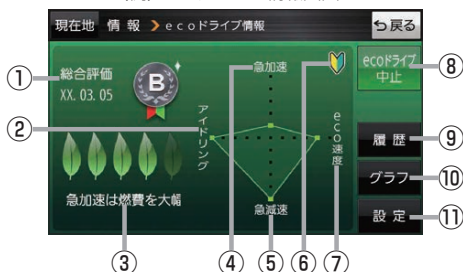 現在地 情報 ecoドライブ情報 戻る
① 総合評価
XX. 03. 05
B
④ 急加速
⑧ ecoドライブ
中止
② アイドリング
eco速度
⑨ 履歴
⑩ グラフ
急加速は燃費を大幅
急減速
⑪ 設定
③ ④ ⑤ ⑥ ⑦